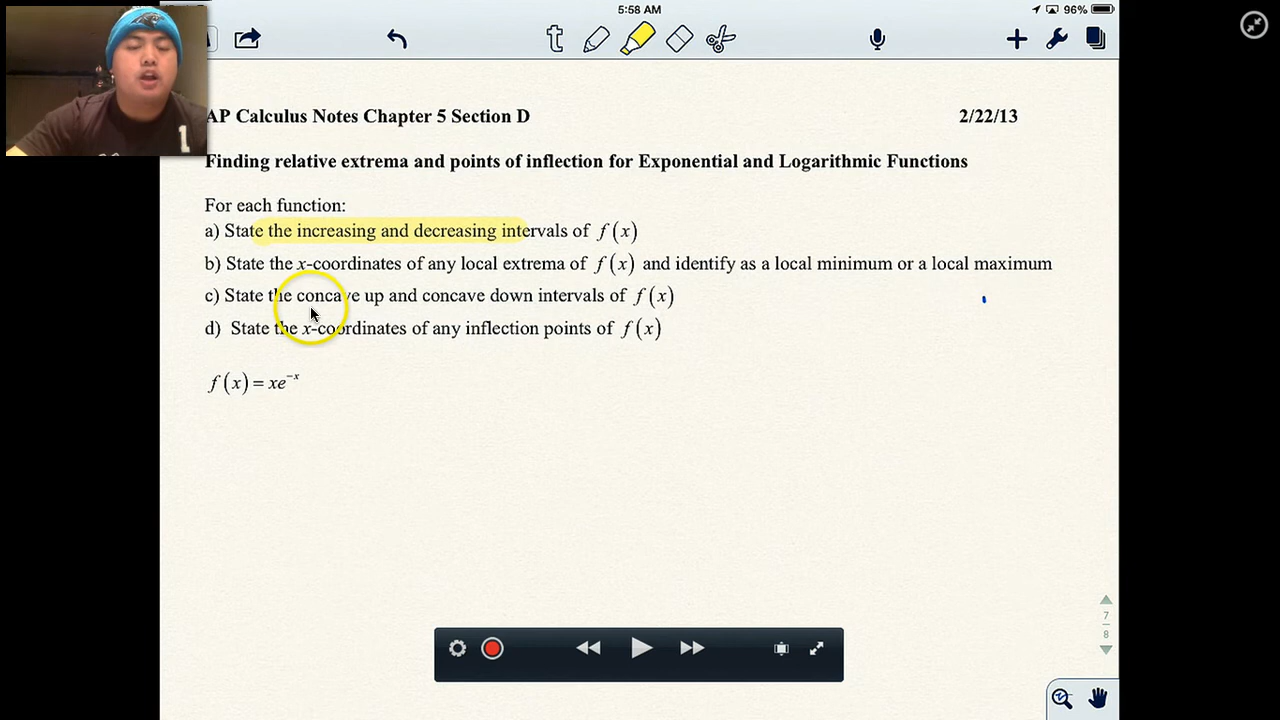 5:58 AM
96%
1
AP Calculus Notes Chapter 5 Section D 2/22/13
Finding relative extrema and points of inflection for Exponential and Logarithmic Functions
For each function:
a) State the increasing and decreasing intervals of f(x)
b) State the x-coordinates of any local extrema of f(x) and identify as a local minimum or a local maximum
c) State the concave up and concave down intervals of f(x)
d) State the x-coordinates of any inflection points of f(x)
f(x) = xe⁻ˣ
7
8